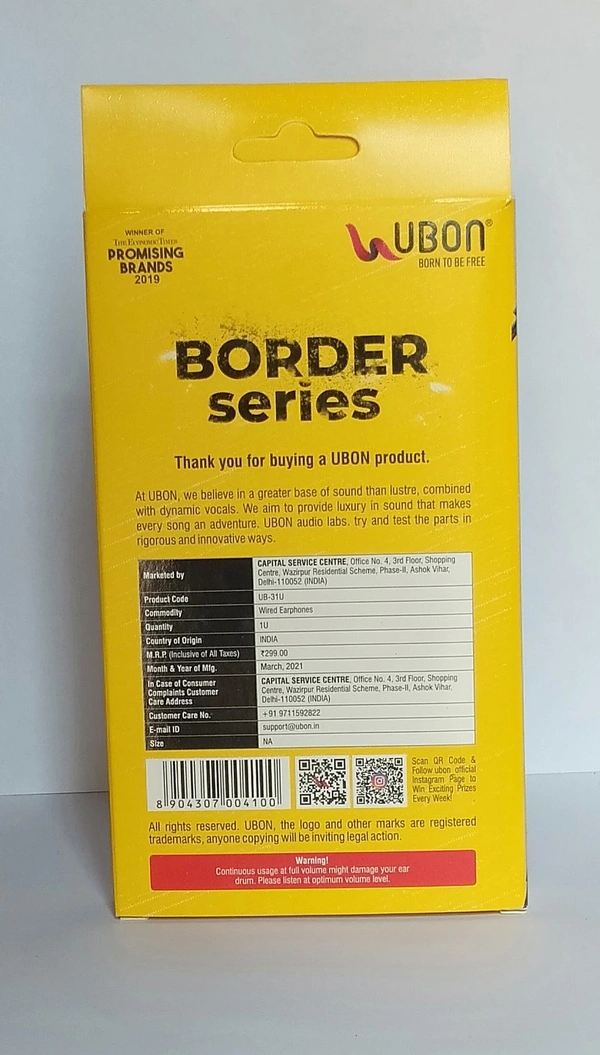 WINNER OF
THE ECONOMIC TIMES
PROMISING
BRANDS
2019
UBON®
BORN TO BE FREE
BORDER
series
Thank you for buying a UBON product.
At UBON, we believe in a greater base of sound than lustre, combined
with dynamic vocals. We aim to provide luxury in sound that makes
every song an adventure. UBON audio labs. try and test the parts in
rigorous and innovative ways.
Marketed by
CAPITAL SERVICE CENTRE, Office No. 4, 3rd Floor, Shopping
Centre, Wazirpur Residential Scheme, Phase-II, Ashok Vihar,
Delhi-110052 (INDIA)
Product Code UB-31U
Commodity Wired Earphones
Quantity 1U
Country of Origin INDIA
M.R.P. (Inclusive of All Taxes) ₹299.00
Month & Year of Mfg. March, 2021
In Case of Consumer
Complaints Customer
Care Address
CAPITAL SERVICE CENTRE, Office No. 4, 3rd Floor, Shopping
Centre, Wazirpur Residential Scheme, Phase-II, Ashok Vihar,
Delhi-110052 (INDIA)
Customer Care No. +91 9711592822
E-mail ID support@ubon.in
Size NA
8 904307 004100
Scan QR Code &
Follow ubon official
Instagram Page to
Win Exciting Prizes
Every Week!
All rights reserved. UBON, the logo and other marks are registered
trademarks, anyone copying will be inviting legal action.
Warning!
Continuous usage at full volume might damage your ear
drum. Please listen at optimum volume level.